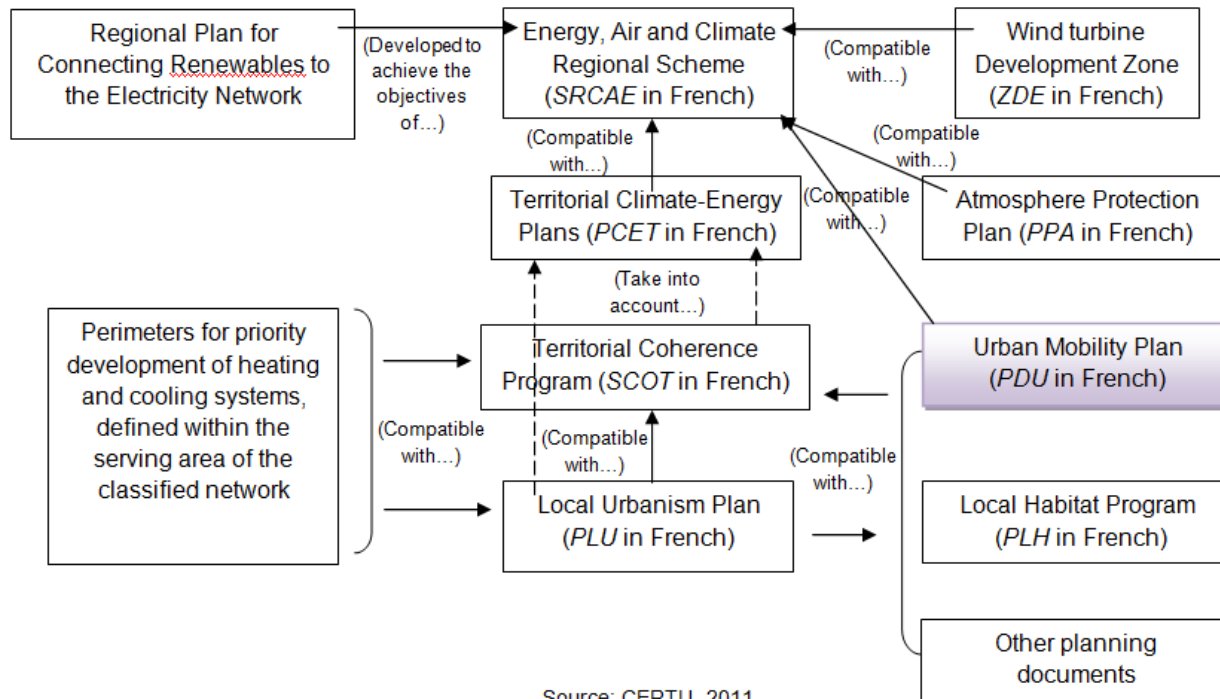 Regional Plan for
Connecting Renewables to
the Electricity Network
(Developed to
achieve the
objectives
of…)
Energy, Air and Climate
Regional Scheme
(SRCAE in French)
(Compatible
with…)
Wind turbine
Development Zone
(ZDE in French)
(Compatible
with…)
(Compatible
with…)
Territorial Climate-Energy
Plans (PCET in French)
(Compatible
with…)
Atmosphere Protection
Plan (PPA in French)
(Take into
account…)
Perimeters for priority
development of heating
and cooling systems,
defined within the
serving area of the
classified network
Territorial Coherence
Program (SCOT in French)
Urban Mobility Plan
(PDU in French)
(Compatible
with…)
(Compatible
with…)
(Compatible
with…)
Local Urbanism Plan
(PLU in French)
Local Habitat Program
(PLH in French)
Other planning
documents
Source: CERTU, 2011